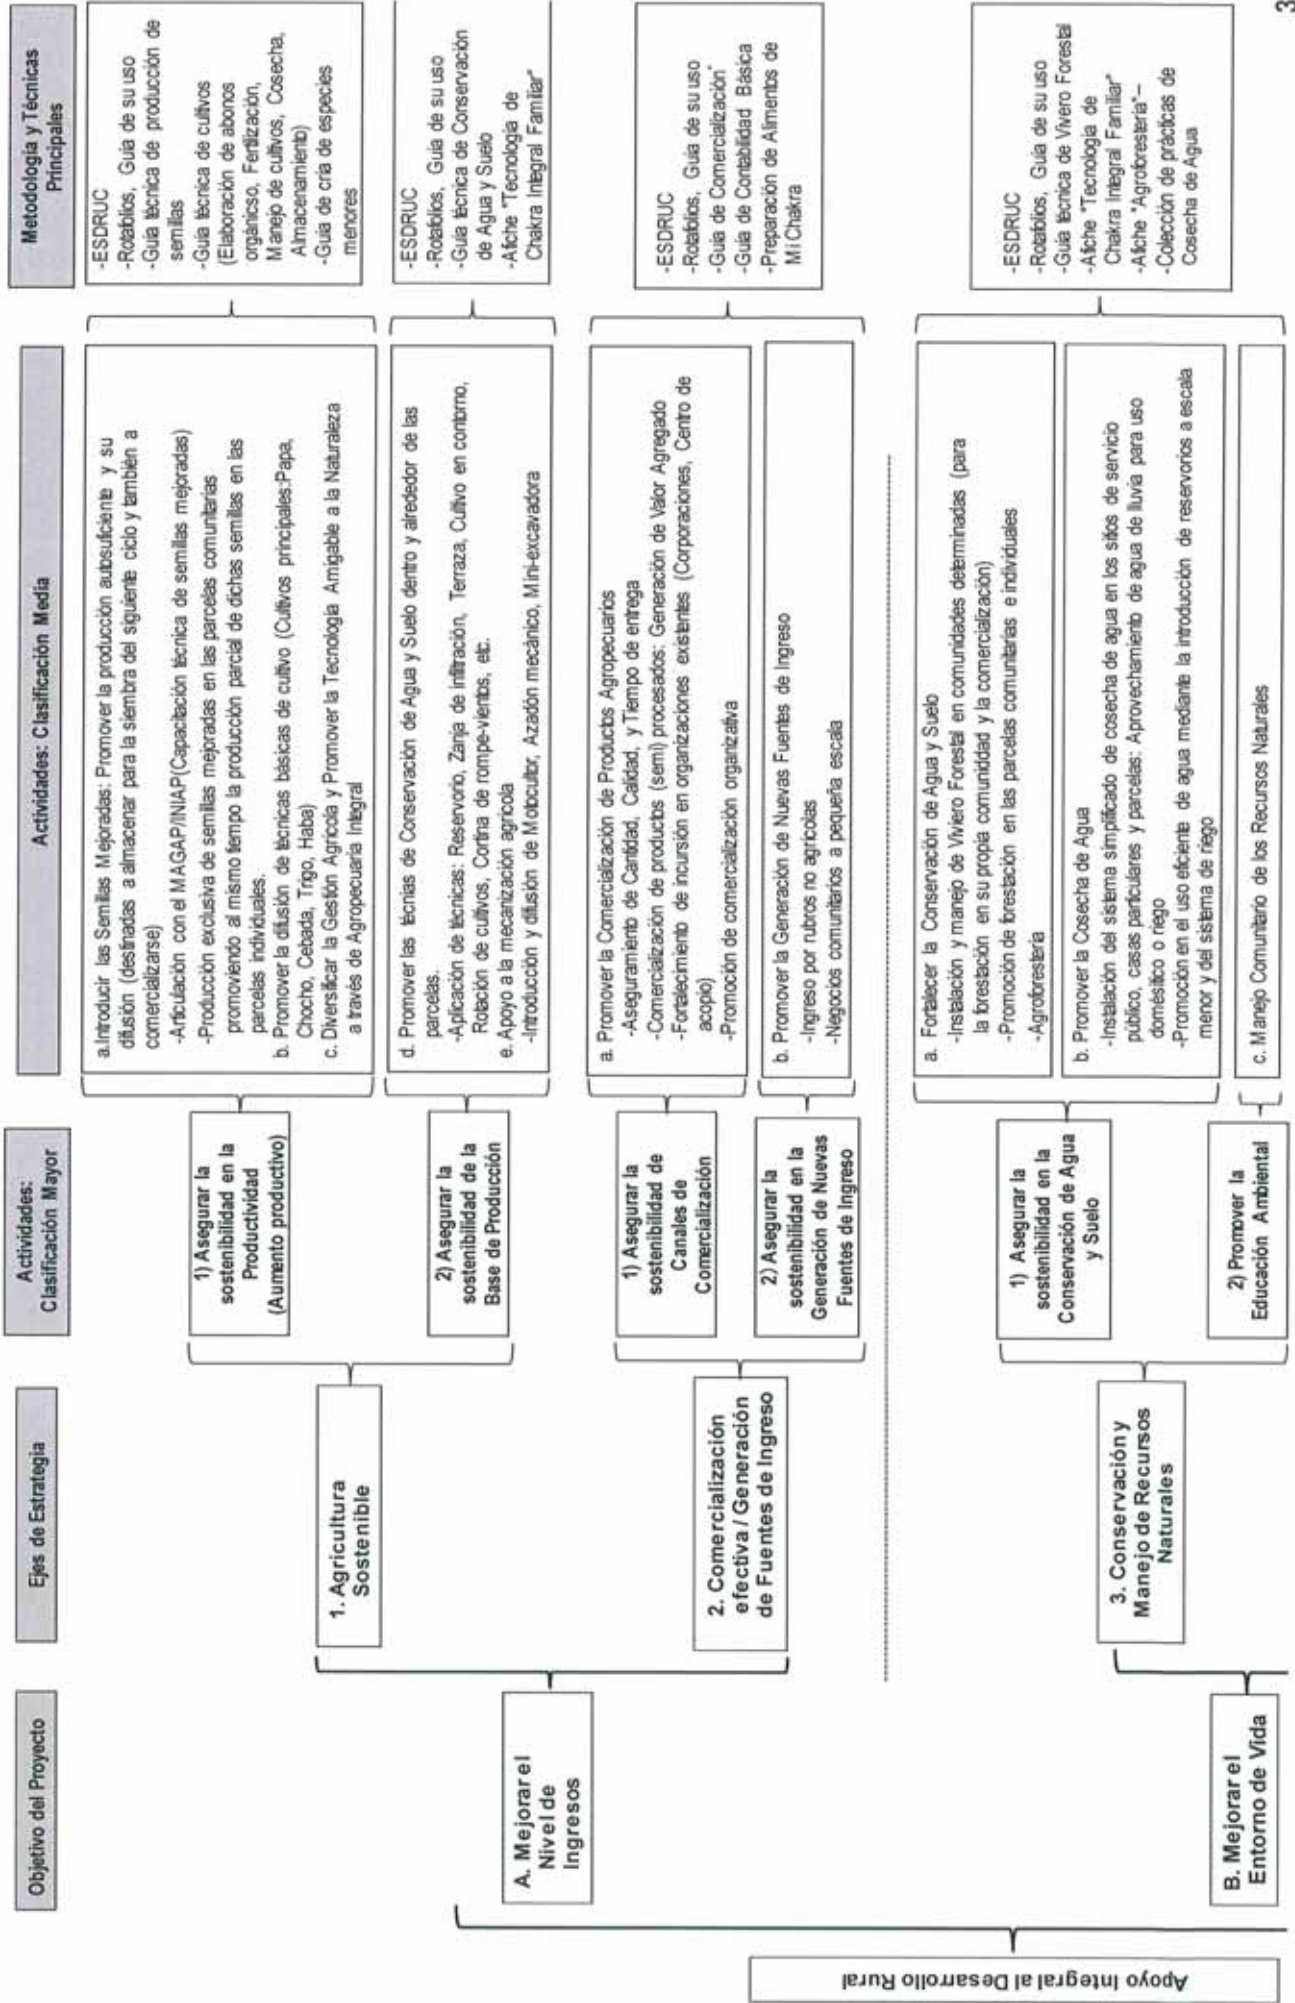 Objetivo del Proyecto
Ejes de Estrategia
Actividades:
Clasificación Mayor
Actividades: Clasificación Media
Metodología y Técnicas
Principales
Apoyo Integral al Desarrollo Rural
A. Mejorar el
Nivel de
Ingresos
1. Agricultura
Sostenible
1) Asegurar la
sostenibilidad en la
Productividad
(Aumento productivo)
a.Introducir las Semillas Mejoradas: Promover la producción autosuficiente y su
difusión (destinadas a almacenar para la siembra del siguiente ciclo y también a
comercializarse)
-Articulación con el MAGAP/INIAP(Capacitación técnica de semillas mejoradas)
-Producción exclusiva de semillas mejoradas en las parcelas comunitarias
promoviendo al mismo tiempo la producción parcial de dichas semillas en las
parcelas individuales.
b. Promover la difusión de técnicas básicas de cultivo (Cultivos principales:Papa,
Chocho, Cebada, Trigo, Haba)
c. Diversificar la Gestión Agrícola y Promover la Tecnología Amigable a la Naturaleza
a través de Agropecuaria Integral
-ESDRUC
-Rotafolios, Guía de su uso
-Guía técnica de producción de
semillas
-Guía técnica de cultivos
(Elaboración de abonos
orgánicso, Fertilización,
Manejo de cultivos, Cosecha,
Almacenamiento)
-Guía de cría de especies
menores
2) Asegurar la
sostenibilidad de la
Base de Producción
d. Promover las técnias de Conservación de Agua y Suelo dentro y alrededor de las
parcelas.
-Aplicación de técnicas: Reservorio, Zanja de infiltración, Terraza, Cultivo en contorno,
Rotación de cultivos, Cortina de rompe-vientos, etc.
e. Apoyo a la mecanización agrícola
-Introducción y difusión de Motocultor, Azadón mecánico, Mini-excavadora
-ESDRUC
-Rotafolios, Guía de su uso
-Guía técnica de Conservación
de Agua y Suelo
-Afiche "Tecnología de
Chakra Integral Familiar"
2. Comercialización
efectiva / Generación
de Fuentes de Ingreso
1) Asegurar la
sostenibilidad de
Canales de
Comercialización
a. Promover la Comercialización de Productos Agropecuarios
-Aseguramiento de Cantidad, Calidad, y Tiempo de entrega
-Comercialización de productos (semi) procesados: Generación de Valor Agregado
-Fortalecimiento de incursión en organizaciones existentes (Corporaciones, Centro de
acopio)
-Promoción de comercialización organizativa
2) Asegurar la
sostenibilidad en la
Generación de Nuevas
Fuentes de Ingreso
b. Promover la Generación de Nuevas Fuentes de Ingreso
-Ingreso por rubros no agrícolas
-Negocios comunitarios a pequeña escala
-ESDRUC
-Rotafolios, Guía de su uso
-Guía de Comercialización"
-Guía de Contabilidad Básica
-Preparación de Alimentos de
Mi Chakra
B. Mejorar el
Entorno de Vida
3. Conservación y
Manejo de Recursos
Naturales
1) Asegurar la
sostenibilidad en la
Conservación de Agua
y Suelo
a. Fortalecer la Conservación de Agua y Suelo
-Instalación y manejo de Viviero Forestal en comunidades determinadas (para
la forestación en su propia comunidad y la comercialización)
-Promoción de forestación en las parcelas comunitarias e individuales
-Agroforestería
b. Promover la Cosecha de Agua
-Instalación del sistema simplificado de cosecha de agua en los sitios de servicio
público, casas particulares y parcelas: Aprovechamiento de agua de lluvia para uso
doméstico o riego
-Promoción en el uso eficiente de agua mediante la introducción de reservorios a escala
menor y del sistema de riego
2) Promover la
Educación Ambiental
c. Manejo Comunitario de los Recursos Naturales
-ESDRUC
-Rotafolios, Guía de su uso
-Guía técnica de Vivero Forestal
-Afiche "Tecnología de
Chakra Integral Familiar"
-Afiche "Agroforestería"–
-Colección de prácticas de
Cosecha de Agua
3